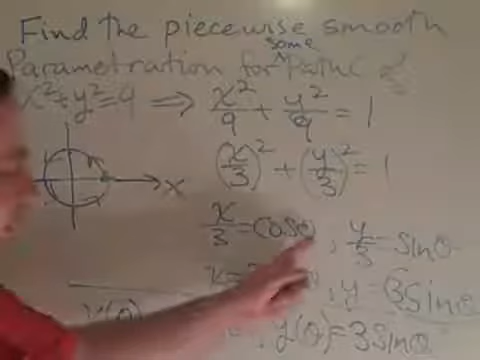 Find the piecewise smooth
some
Parametration for Path C of
x²+y²=9 ⇒ x²/9 + y²/9 = 1
(x/3)² + (y/3)² = 1
x
x/3 = cosθ, y/3 = sinθ
x= , y = 3sinθ
, y(θ)=3sinθ